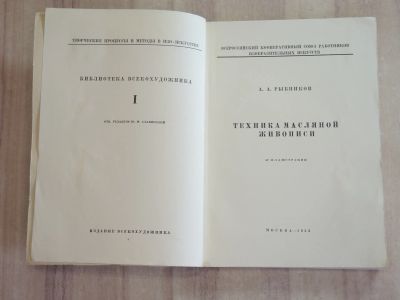 ТВОРЧЕСКИЕ ПРОЦЕССЫ И МЕТОДЫ В ИЗО-ИСКУССТВЕ
БИБЛИОТЕКА ВСЕКОХУДОЖНИКА
I
ИЗДАНИЕ ВСЕКОХУДОЖНИКА
ВСЕРОССИЙСКИЙ КООПЕРАТИВНЫЙ СОЮЗ РАБОТНИКОВ
ИЗОБРАЗИТЕЛЬНЫХ ИСКУССТВ
А. А. РЫБНИКОВ
ТЕХНИКА МАСЛЯНОЙ
ЖИВОПИСИ
МОСКВА